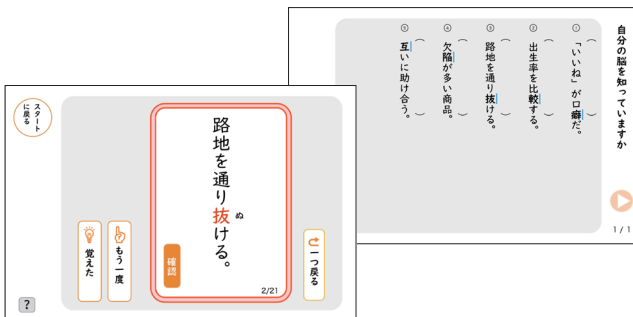 自分の脳を知っていますか
① 「いいね」が口癖だ。
② 出生率を比較する。
③ 路地を通り抜ける。
④ 欠陥が多い商品。
⑤ 互いに助け合う。
1 / 1
スタートに戻る
一つ戻る
路地を通り抜ける。
ぬ
確認
2/21
もう一度
覚えた
?